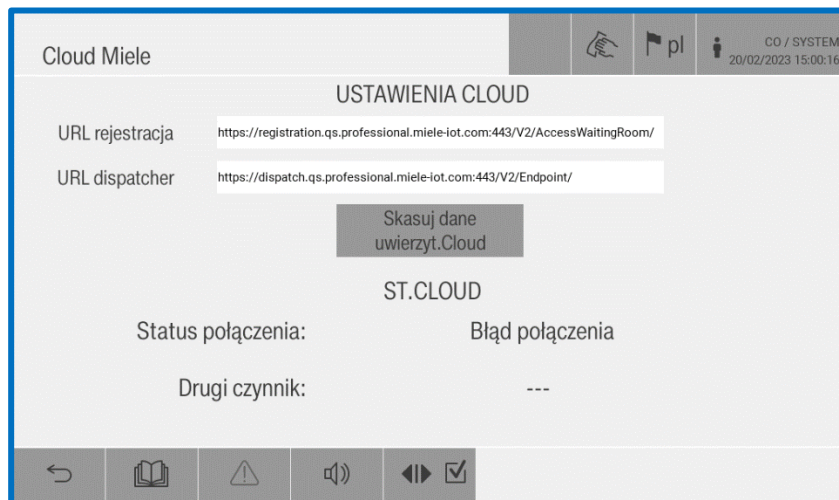 Cloud Miele
pl
CO / SYSTEM
20/02/2023 15:00:16
USTAWIENIA CLOUD
URL rejestracja
https://registration.qs.professional.miele-iot.com:443/V2/AccessWaitingRoom/
URL dispatcher
https://dispatch.qs.professional.miele-iot.com:443/V2/Endpoint/
Skasuj dane
uwierzyt.Cloud
ST.CLOUD
Status połączenia: Błąd połączenia
Drugi czynnik: ---